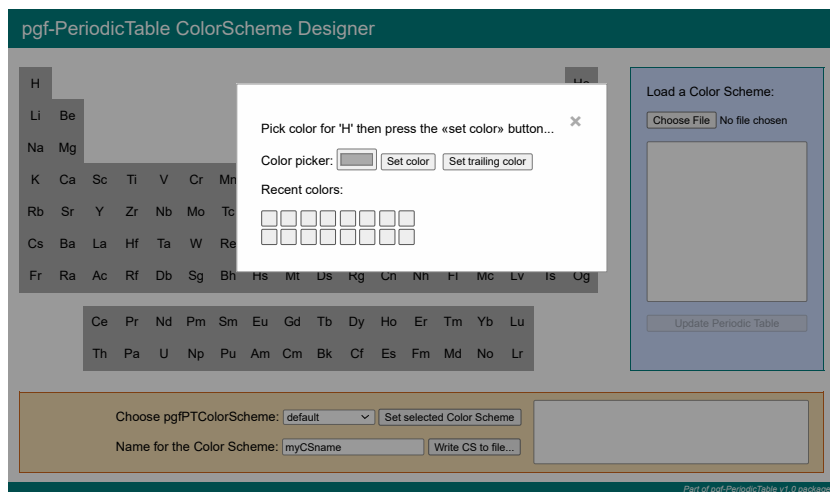 pgf-PeriodicTable ColorScheme Designer
H He
Load a Color Scheme:
Choose File No file chosen
Li Be
Na Mg
K Ca Sc Ti V Cr Mn
Rb Sr Y Zr Nb Mo Tc
Cs Ba La Hf Ta W Re
Fr Ra Ac Rf Db Sg Bh Hs Mt Ds Rg Cn Nh Fl Mc Lv Ts Og
Pick color for 'H' then press the «set color» button... ×
Color picker: Set color Set trailing color
Recent colors:
Update Periodic Table
Ce Pr Nd Pm Sm Eu Gd Tb Dy Ho Er Tm Yb Lu
Th Pa U Np Pu Am Cm Bk Cf Es Fm Md No Lr
Choose pgfPTColorScheme: default Set selected Color Scheme
Name for the Color Scheme: myCSname Write CS to file...
Part of pgf-PeriodicTable v1.0 package